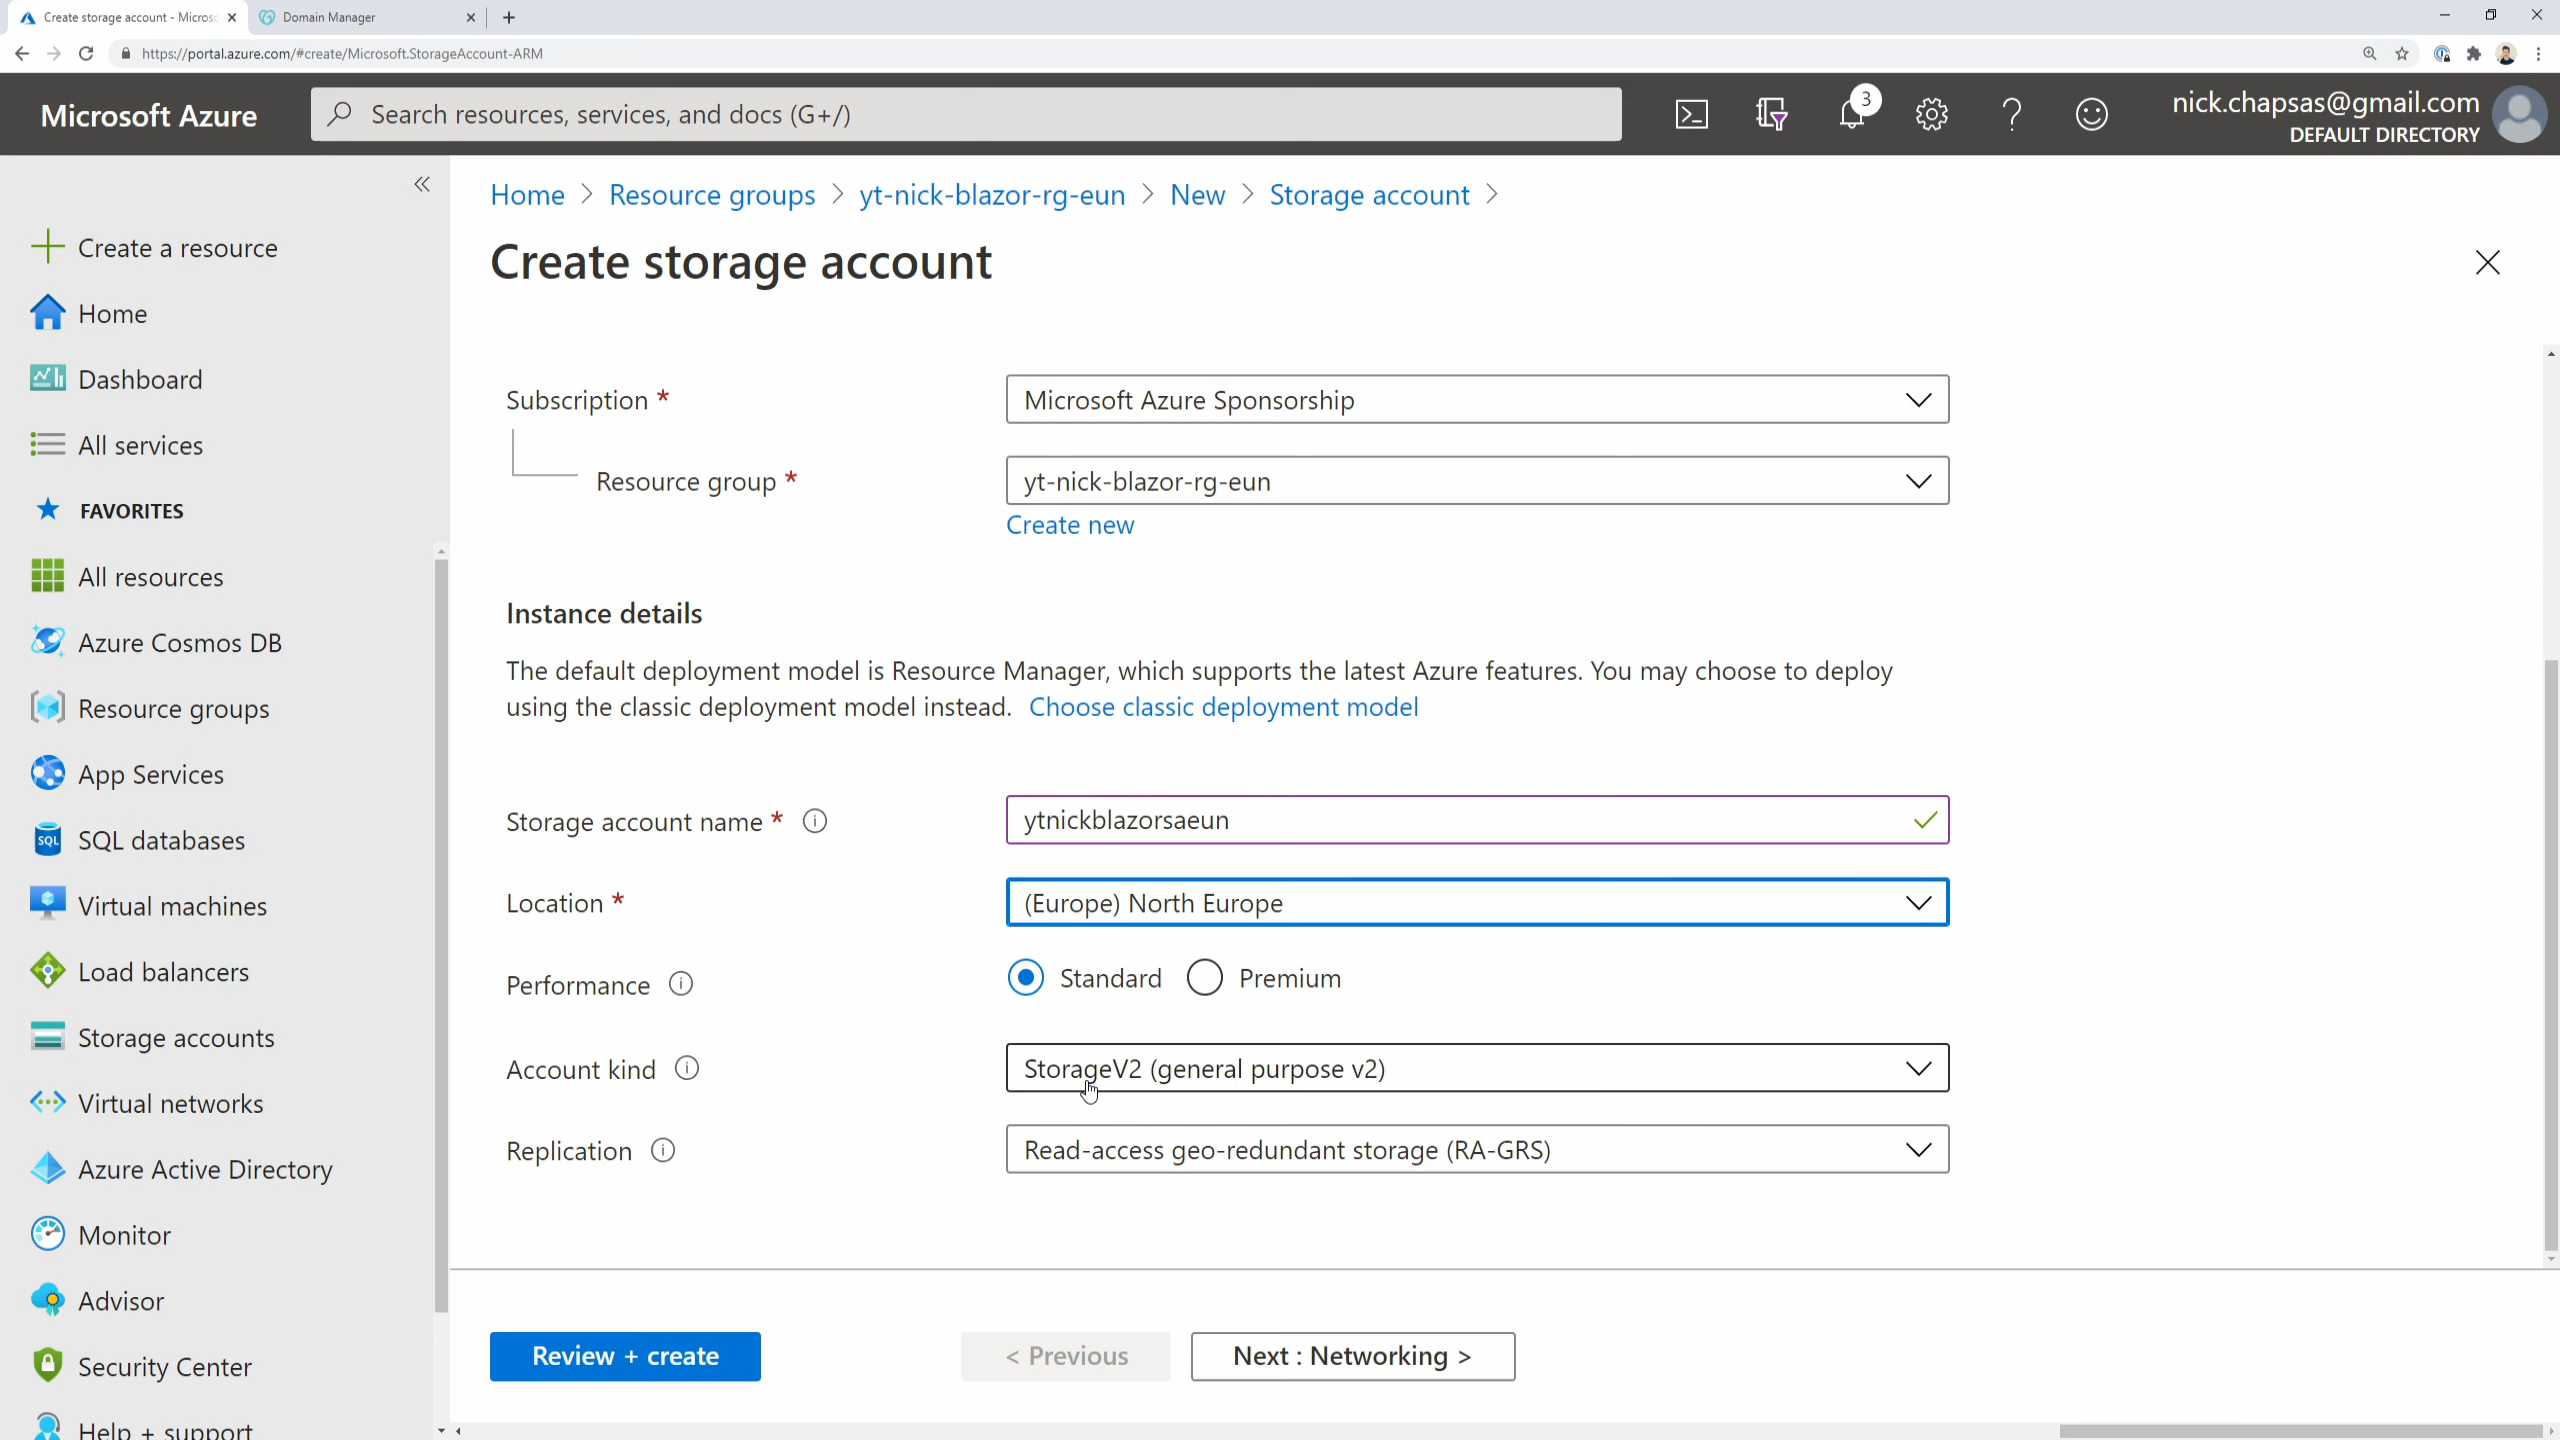 Create storage account - Micros
Domain Manager
https://portal.azure.com/#create/Microsoft.StorageAccount-ARM
Microsoft Azure
Search resources, services, and docs (G+/)
3
nick.chapsas@gmail.com
DEFAULT DIRECTORY
Home > Resource groups > yt-nick-blazor-rg-eun > New > Storage account >
Create storage account
Create a resource
Home
Dashboard
All services
FAVORITES
All resources
Azure Cosmos DB
Resource groups
App Services
SQL databases
Virtual machines
Load balancers
Storage accounts
Virtual networks
Azure Active Directory
Monitor
Advisor
Security Center
Help + support
Subscription *
Microsoft Azure Sponsorship
Resource group *
yt-nick-blazor-rg-eun
Create new
Instance details
The default deployment model is Resource Manager, which supports the latest Azure features. You may choose to deploy
using the classic deployment model instead. Choose classic deployment model
Storage account name *
ytnickblazorsaeun
Location *
(Europe) North Europe
Performance
Standard
Premium
Account kind
StorageV2 (general purpose v2)
Replication
Read-access geo-redundant storage (RA-GRS)
Review + create
< Previous
Next : Networking >